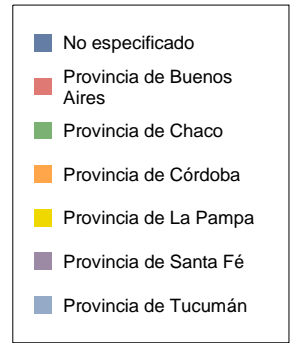 No especificado
Provincia de Buenos
Aires
Provincia de Chaco
Provincia de Córdoba
Provincia de La Pampa
Provincia de Santa Fé
Provincia de Tucumán